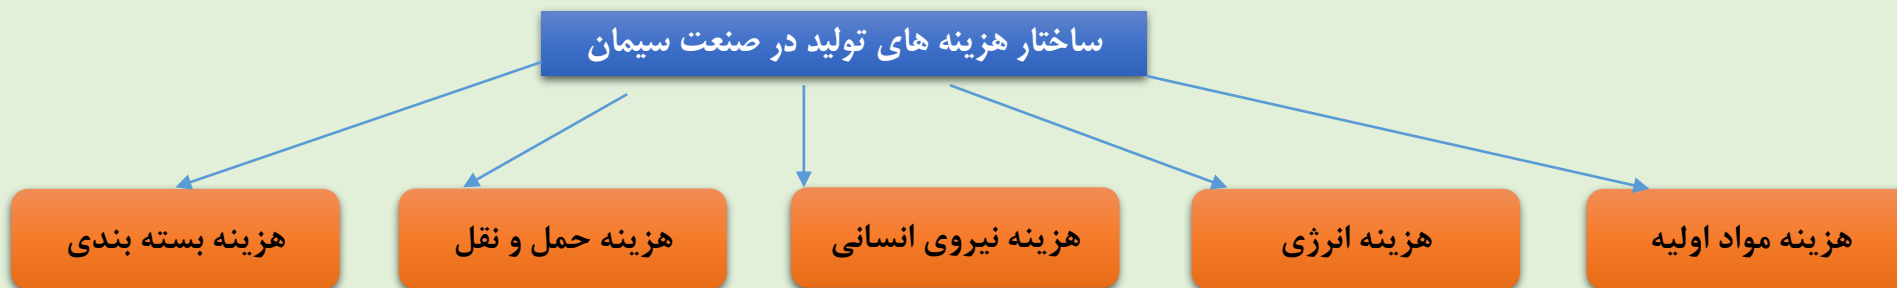 ساختار هزینه های تولید در صنعت سیمان
هزینه مواد اولیه
هزینه انرژی
هزینه نیروی انسانی
هزینه حمل و نقل
هزینه بسته بندی